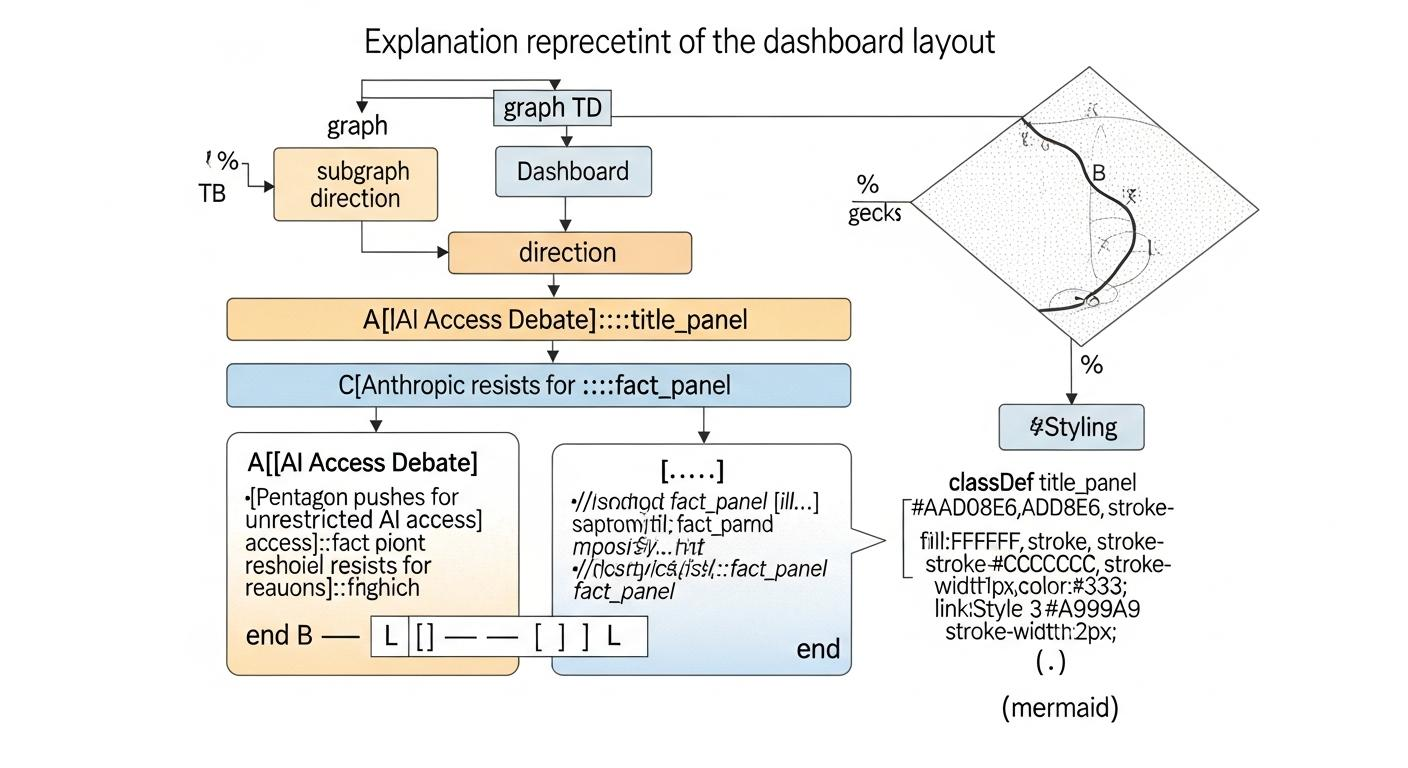 Explanation reprecetint of the dashboard layout
graph TD
graph
%
TB
subgraph
direction
Dashboard
direction
A[|AI Access Debate]::::title_panel
C[Anthropic resists for ::::fact_panel
A[[AI Access Debate]
•[Pentagon pushes for
unrestricted AI access]
access]::fact piont
reshoiel resists for
reauons]::fnghich
end B —
L [] — — [ ] ] L
[.....]
fact_panel [ill...]
fact_pamd
::fact_panel
fact_panel
end
B
%
gecks
%
Styling
classDef title_panel
#AAD08E6,ADD8E6, stroke-
fill:FFFFFF, stroke, stroke-
stroke-#CCCCCCC, stroke-
width1px,color:#333;
link:Style 3 #A999A9
stroke-widtth:2px;
(.)
(mermaid)